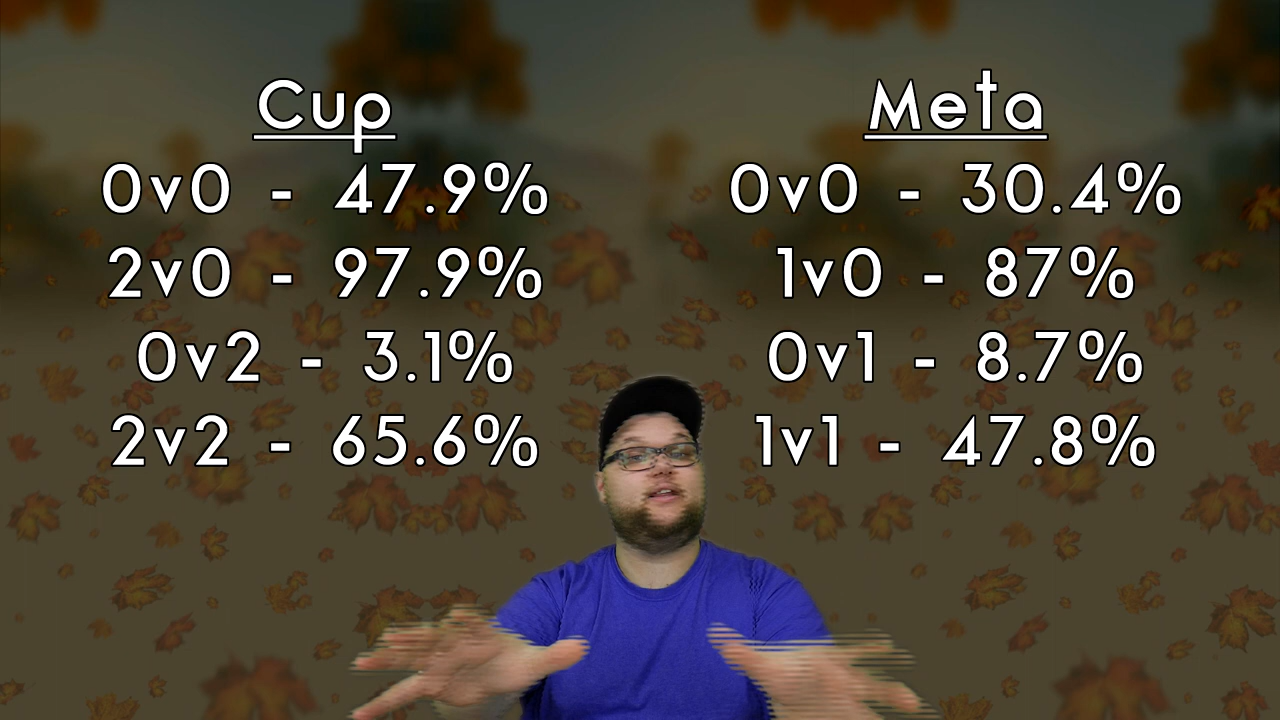 Cup
0v0 - 47.9%
2v0 - 97.9%
0v2 - 3.1%
2v2 - 65.6%
Meta
0v0 - 30.4%
1v0 - 87%
0v1 - 8.7%
1v1 - 47.8%